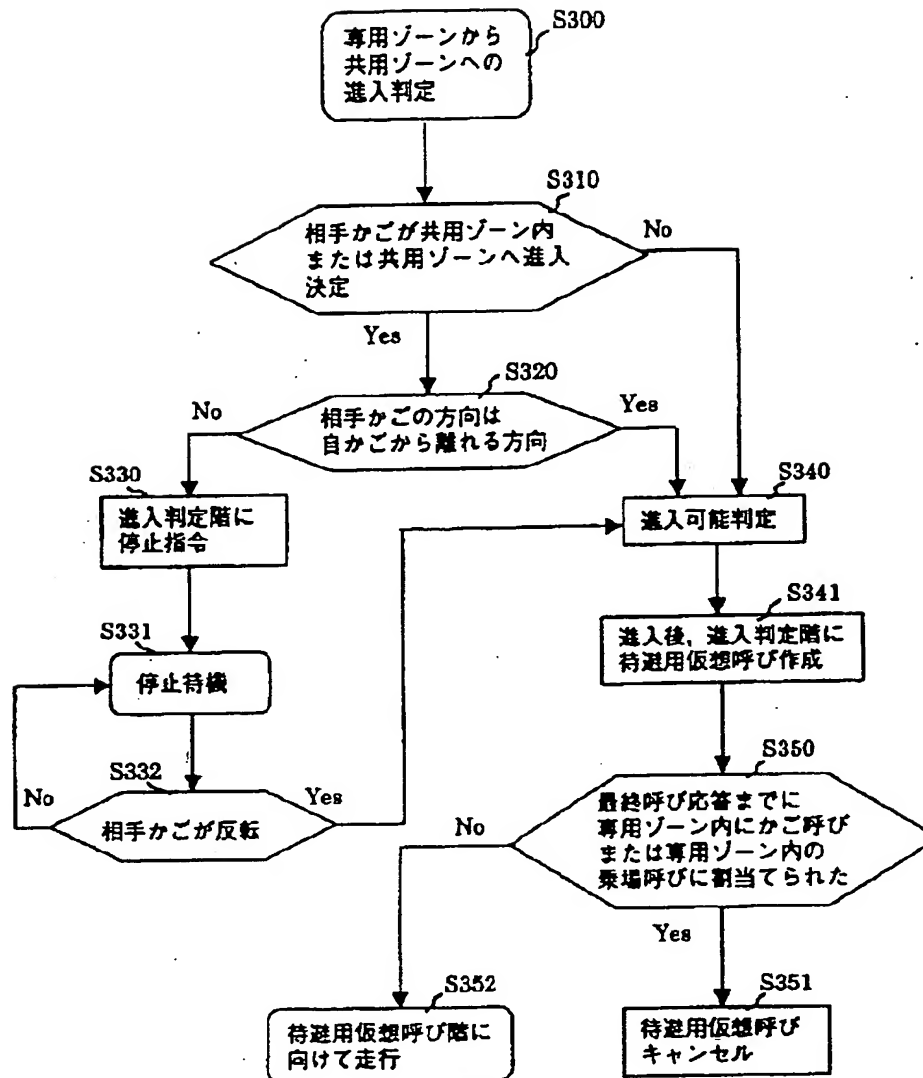 S300
専用ゾーンから
共用ゾーンへの
進入判定
S310
相手かごが共用ゾーン内
または共用ゾーンへ進入
決定
No
Yes
S320
相手かごの方向は
自かごから離れる方向
No
Yes
S330
進入判定階に
停止指令
S340
進入可能判定
S331
停止待機
S341
進入後,進入判定階に
待避用仮想呼び作成
S332
相手かごが反転
No
Yes
S350
最終呼び応答までに
専用ゾーン内にかご呼び
または専用ゾーン内の
乗場呼びに割当てられた
No
Yes
S352
待避用仮想呼び階に
向けて走行
S351
待避用仮想呼び
キャンセル